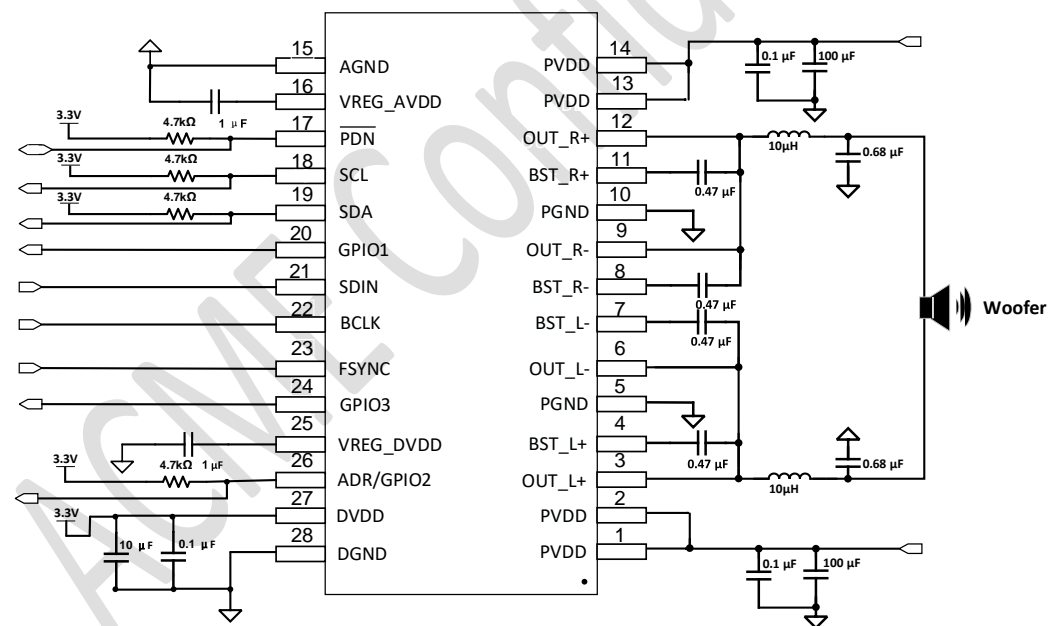 ACME Confid
15 AGND
16 VREG_AVDD
1 μF
3.3V
4.7kΩ
17 PDN
3.3V
4.7kΩ
18 SCL
3.3V
4.7kΩ
19 SDA
20 GPIO1
21 SDIN
22 BCLK
23 FSYNC
24 GPIO3
25 VREG_DVDD
1 μF
3.3V
4.7kΩ
26 ADR/GPIO2
3.3V
27 DVDD
10 μF
0.1 μF
28 DGND
PVDD 14
0.1 μF
100 μF
PVDD 13
OUT_R+ 12
10μH
0.68 μF
BST_R+ 11
0.47 μF
PGND 10
OUT_R- 9
BST_R- 8
0.47 μF
BST_L- 7
0.47 μF
Woofer
OUT_L- 6
PGND 5
BST_L+ 4
0.47 μF
0.68 μF
OUT_L+ 3
10μH
PVDD 2
PVDD 1
0.1 μF
100 μF